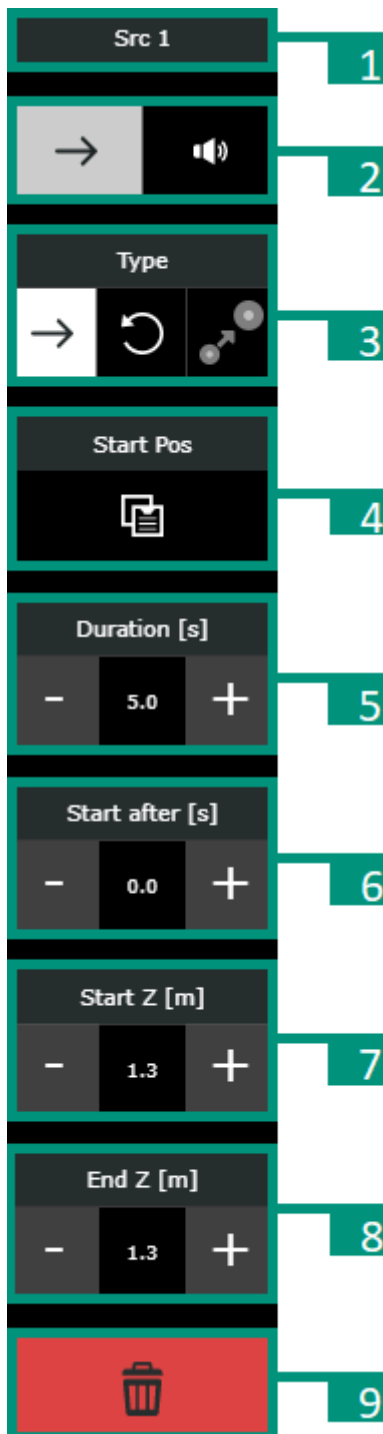 Src 1
1
2
Type
3
Start Pos
4
Duration [s]
- 5.0 +
5
Start after [s]
- 0.0 +
6
Start Z [m]
- 1.3 +
7
End Z [m]
- 1.3 +
8
9